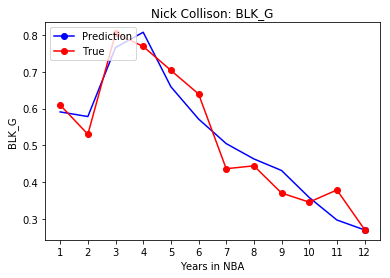 Nick Collison: BLK_G
Prediction
True
0.8
0.7
0.6
0.5
0.4
0.3
BLK_G
1 2 3 4 5 6 7 8 9 10 11 12
Years in NBA